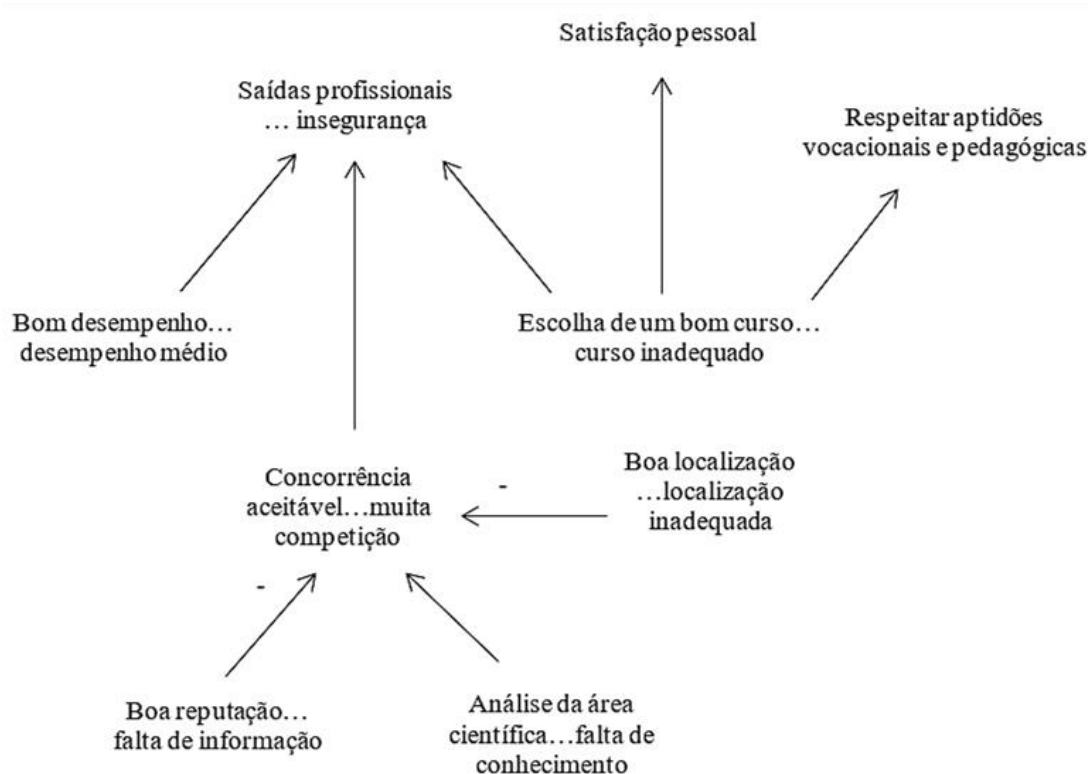 Satisfação pessoal
Saídas profissionais
… insegurança
Respeitar aptidões
vocacionais e pedagógicas
Bom desempenho…
desempenho médio
Escolha de um bom curso…
curso inadequado
Concorrência
aceitável…muita
competição
-
Boa localização
…localização
inadequada
-
Boa reputação…
falta de informação
Análise da área
científica…falta de
conhecimento